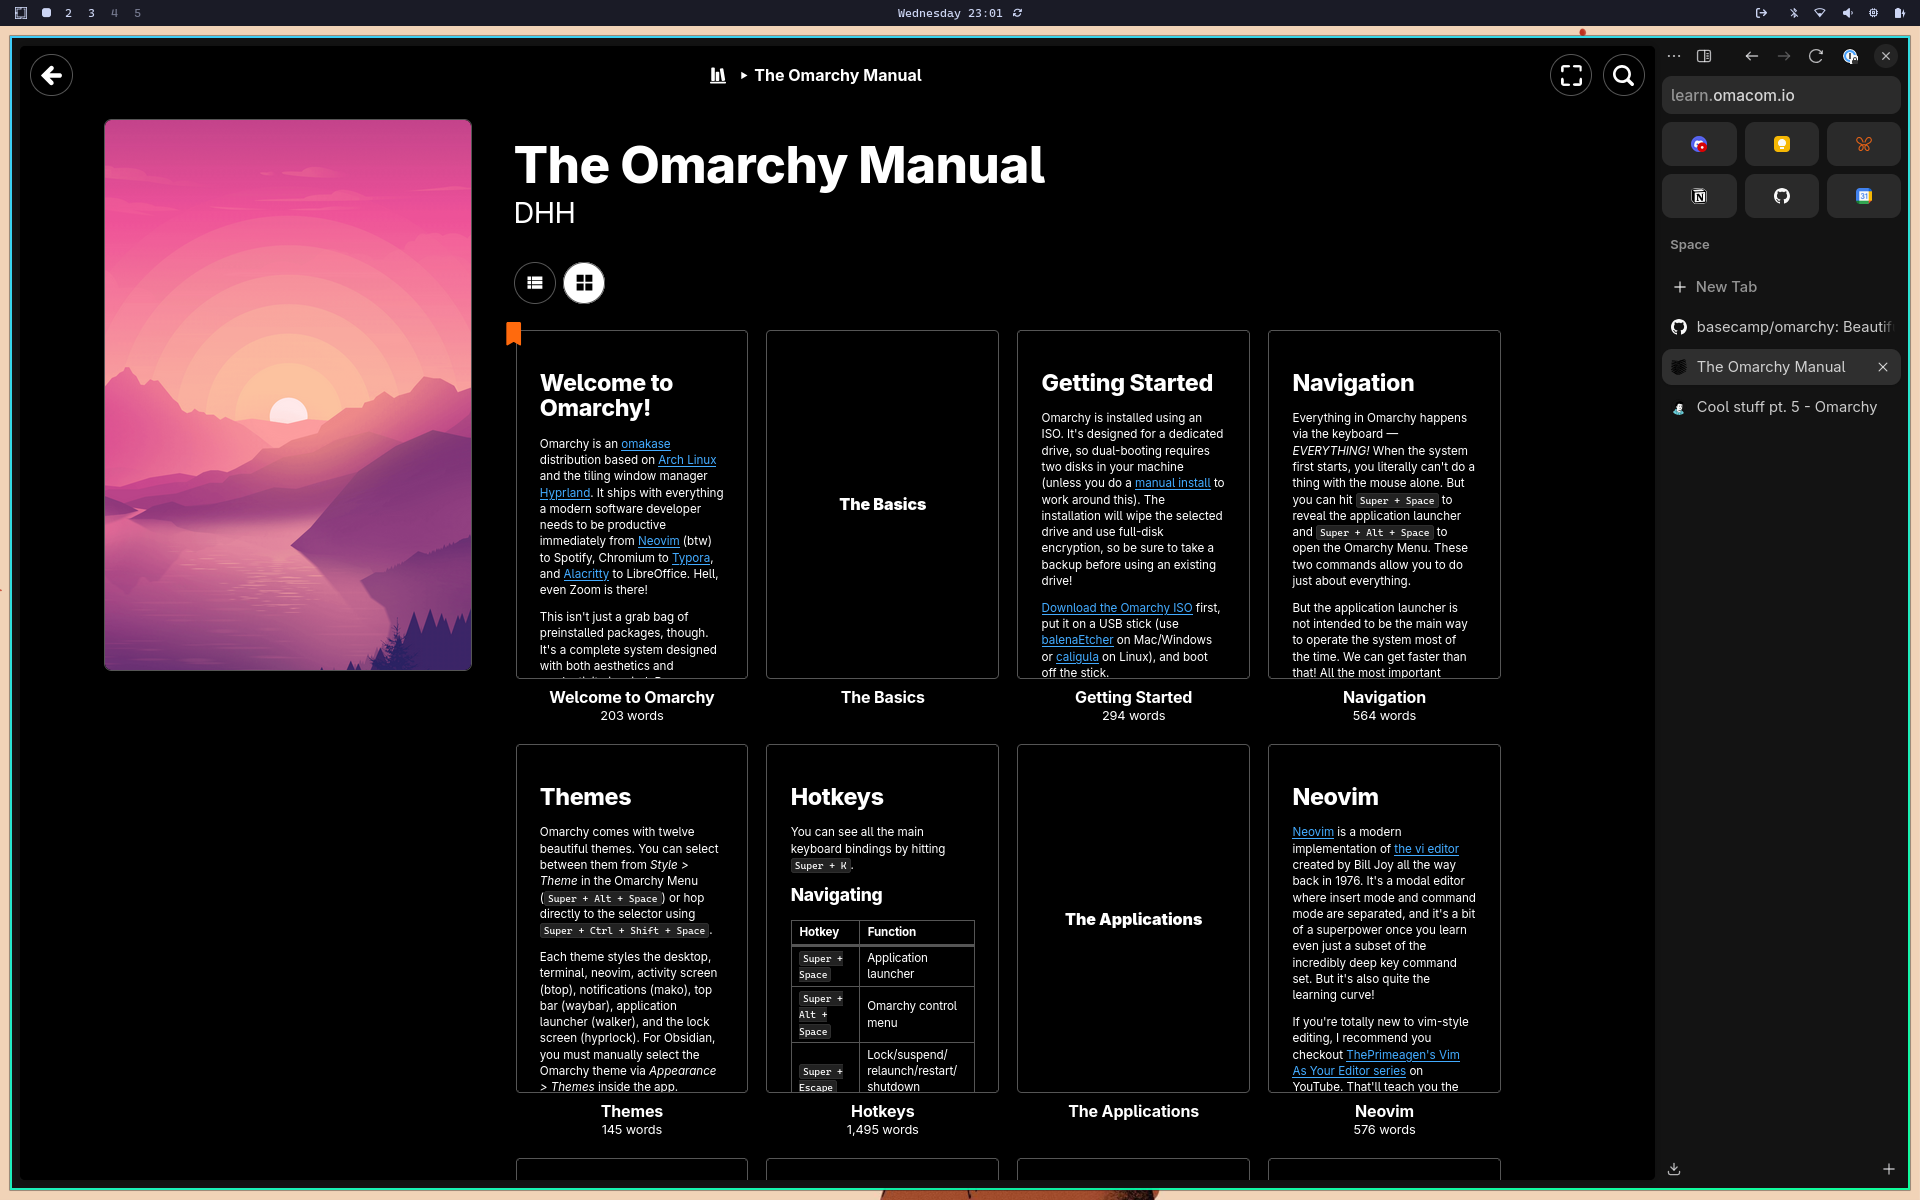 2 3 4 5
Wednesday 23:01
The Omarchy Manual
learn.omacom.io
31
Space
New Tab
basecamp/omarchy: Beautif
The Omarchy Manual
Cool stuff pt. 5 - Omarchy
The Omarchy Manual
DHH
Welcome to
Omarchy!
Omarchy is an omakase
distribution based on Arch Linux
and the tiling window manager
Hyprland. It ships with everything
a modern software developer
needs to be productive
immediately from Neovim (btw)
to Spotify, Chromium to Typora,
and Alacritty to LibreOffice. Hell,
even Zoom is there!
This isn't just a grab bag of
preinstalled packages, though.
It's a complete system designed
with both aesthetics and
Welcome to Omarchy
203 words
The Basics
The Basics
Getting Started
Omarchy is installed using an
ISO. It's designed for a dedicated
drive, so dual-booting requires
two disks in your machine
(unless you do a manual install to
work around this). The
installation will wipe the selected
drive and use full-disk
encryption, so be sure to take a
backup before using an existing
drive!
Download the Omarchy ISO first,
put it on a USB stick (use
balenaEtcher on Mac/Windows
or caligula on Linux), and boot
off the stick.
Getting Started
294 words
Navigation
Everything in Omarchy happens
via the keyboard —
EVERYTHING! When the system
first starts, you literally can't do a
thing with the mouse alone. But
you can hit Super + Space to
reveal the application launcher
and Super + Alt + Space to
open the Omarchy Menu. These
two commands allow you to do
just about everything.
But the application launcher is
not intended to be the main way
to operate the system most of
the time. We can get faster than
that! All the most important
Navigation
564 words
Themes
Omarchy comes with twelve
beautiful themes. You can select
between them from Style >
Theme in the Omarchy Menu
(Super + Alt + Space) or hop
directly to the selector using
Super + Ctrl + Shift + Space.
Each theme styles the desktop,
terminal, neovim, activity screen
(btop), notifications (mako), top
bar (waybar), application
launcher (walker), and the lock
screen (hyprlock). For Obsidian,
you must manually select the
Omarchy theme via Appearance
> Themes inside the app.
Themes
145 words
Hotkeys
You can see all the main
keyboard bindings by hitting
Super + K.
Navigating
Hotkey Function
Super +
Space
Application
launcher
Super +
Alt +
Space
Omarchy control
menu
Super +
Escape
Lock/suspend/
relaunch/restart/
shutdown
Hotkeys
1,495 words
The Applications
The Applications
Neovim
Neovim is a modern
implementation of the vi editor
created by Bill Joy all the way
back in 1976. It's a modal editor
where insert mode and command
mode are separated, and it's a bit
of a superpower once you learn
even just a subset of the
incredibly deep key command
set. But it's also quite the
learning curve!
If you're totally new to vim-style
editing, I recommend you
checkout ThePrimeagen's Vim
As Your Editor series on
YouTube. That'll teach you the
Neovim
576 words